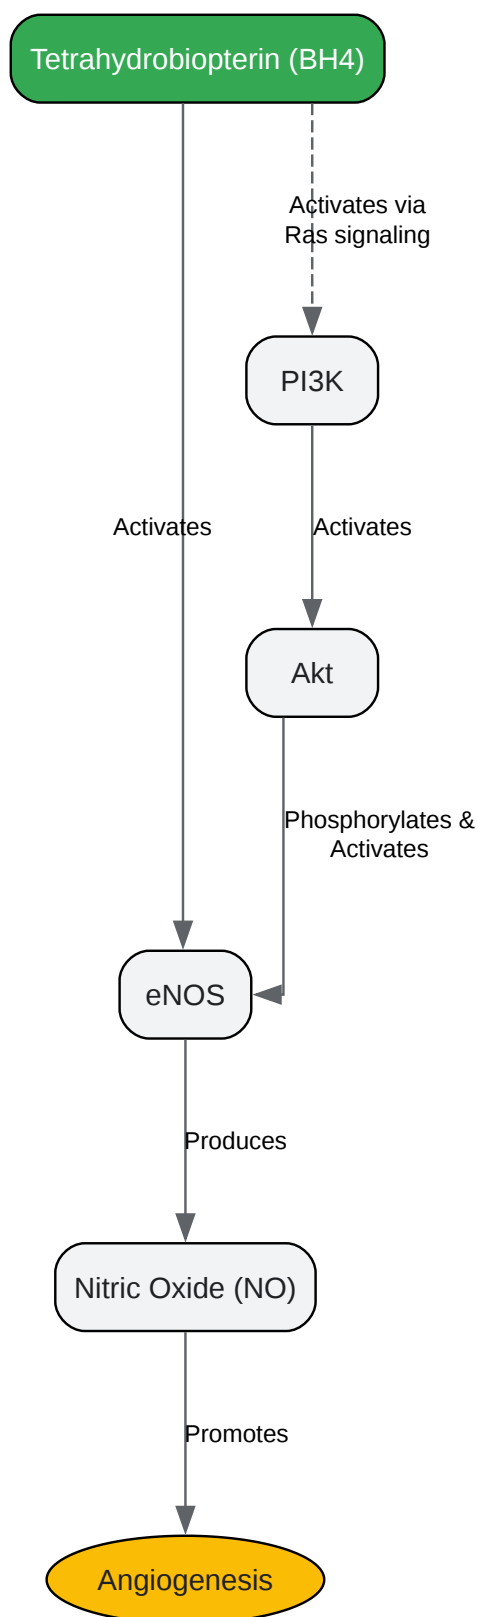 Tetrahydrobiopterin (BH4)
Activates via
Ras signaling
PI3K
Activates
Activates
Akt
Phosphorylates &
Activates
eNOS
Produces
Nitric Oxide (NO)
Promotes
Angiogenesis